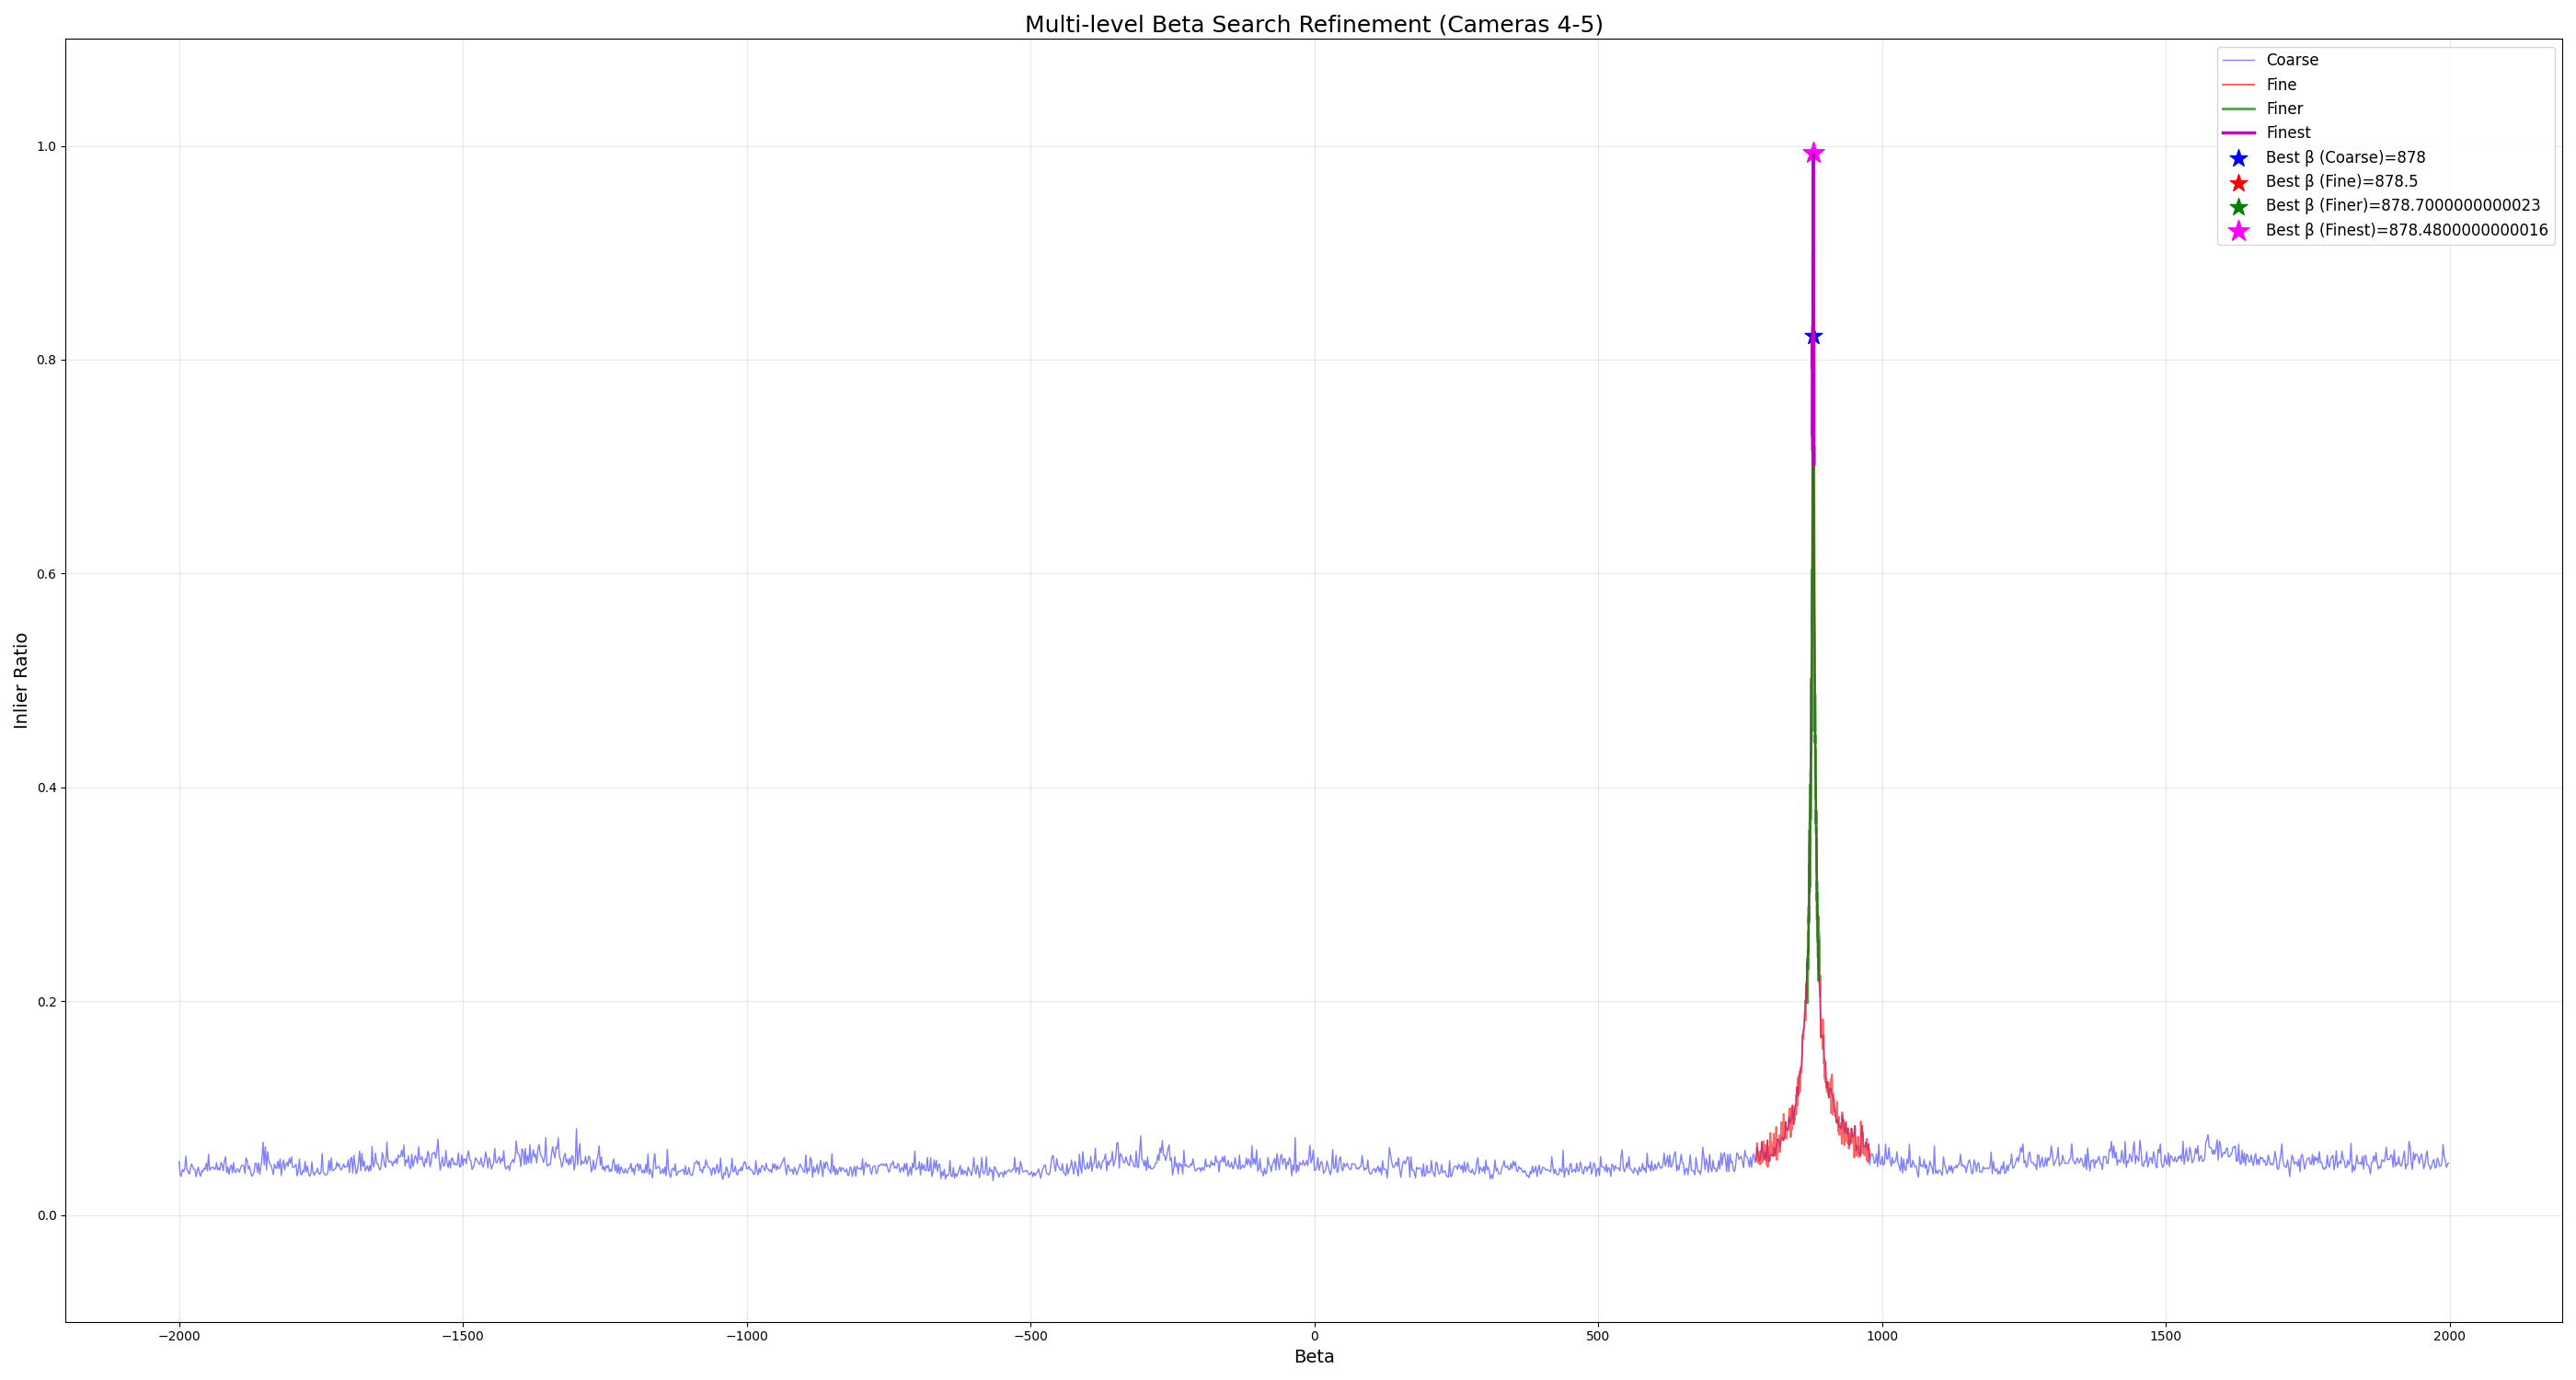 Multi-level Beta Search Refinement (Cameras 4-5)
Coarse
Fine
Finer
Finest
Best β (Coarse)=878
Best β (Fine)=878.5
Best β (Finer)=878.7000000000023
Best β (Finest)=878.4800000000016
Inlier Ratio
1.0
0.8
0.6
0.4
0.2
0.0
−2000
−1500
−1000
−500
0
500
1000
1500
2000
Beta